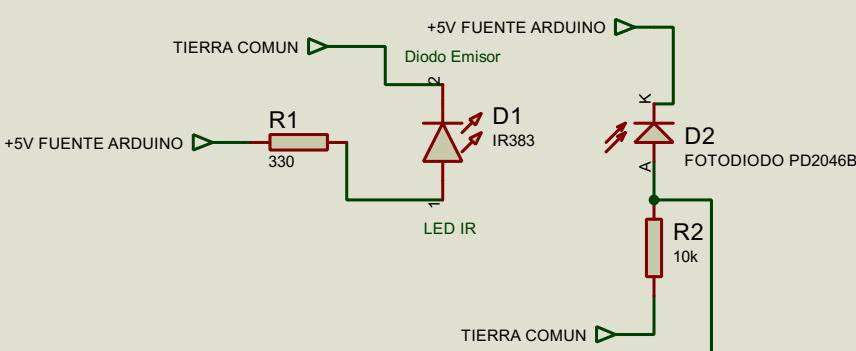 +5V FUENTE ARDUINO
TIERRA COMUN
Diodo Emisor
2
K
D1
IR383
R1
+5V FUENTE ARDUINO
330
D2
FOTODIODO PD2046B
A
1
LED IR
R2
10k
TIERRA COMUN